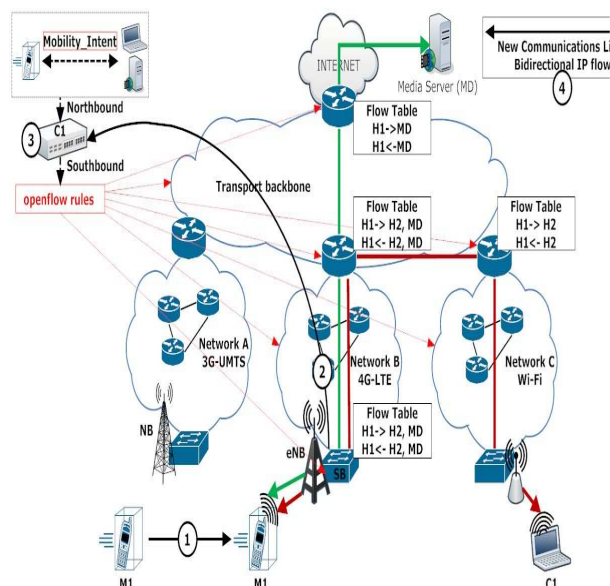 Mobility_Intent
INTERNET
Media Server (MD)
New Communications Li
Bidirectional IP flow
4
Northbound
C1
3
Southbound
openflow rules
Flow Table
H1->MD
H1<-MD
Transport backbone
Flow Table
H1-> H2, MD
H1<- H2, MD
Flow Table
H1-> H2
H1<- H2
Network A
3G-UMTS
Network B
4G-LTE
Network C
Wi-Fi
2
NB
eNB
Flow Table
H1-> H2, MD
H1<- H2, MD
SB
1
M1
M1
C1